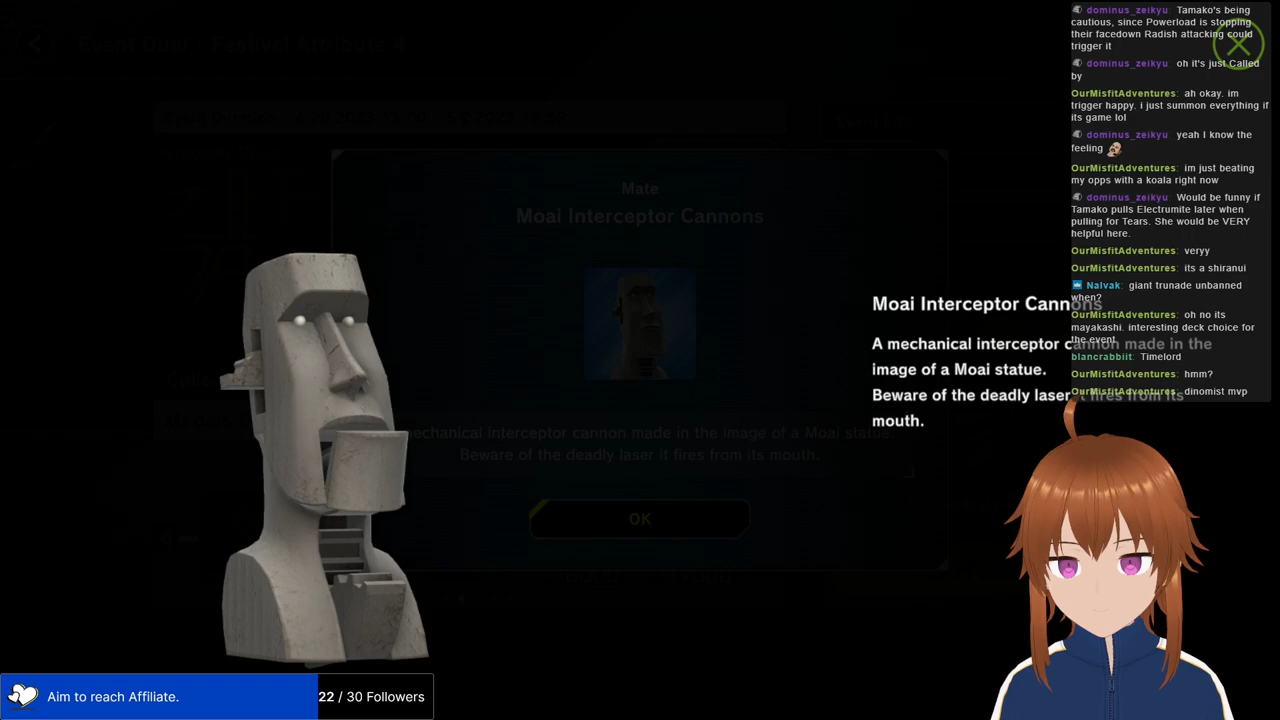 Event Duel : Festival Attribute 4
Mate
Moai Interceptor Cannons
mechanical interceptor cannon made in the image of a Moai statue.
Beware of the deadly laser it fires from its mouth.
OK
Moai Interceptor Cannons
A mechanical interceptor cannon made in the
image of a Moai statue.
Beware of the deadly laser it fires from its
mouth.
dominus_zeikyu: Tamako's being
cautious, since Powerload is stopping
their facedown Radish attacking could
trigger it
dominus_zeikyu: oh it's just Called
by
OurMisfitAdventures: ah okay. im
trigger happy. i just summon everything if
its game lol
dominus_zeikyu: yeah I know the
feeling
OurMisfitAdventures: im just beating
my opps with a koala right now
dominus_zeikyu: Would be funny if
Tamako pulls Electrumite later when
pulling for Tears. She would be VERY
helpful here.
OurMisfitAdventures: veryy
OurMisfitAdventures: its a shiranui
Nalvak: giant trunade unbanned
when?
OurMisfitAdventures: oh no its
mayakashi. interesting deck choice for
the event
blancrabbiit: Timelord
OurMisfitAdventures: hmm?
OurMisfitAdventures: dinomist mvp
Aim to reach Affiliate.
22 / 30 Followers